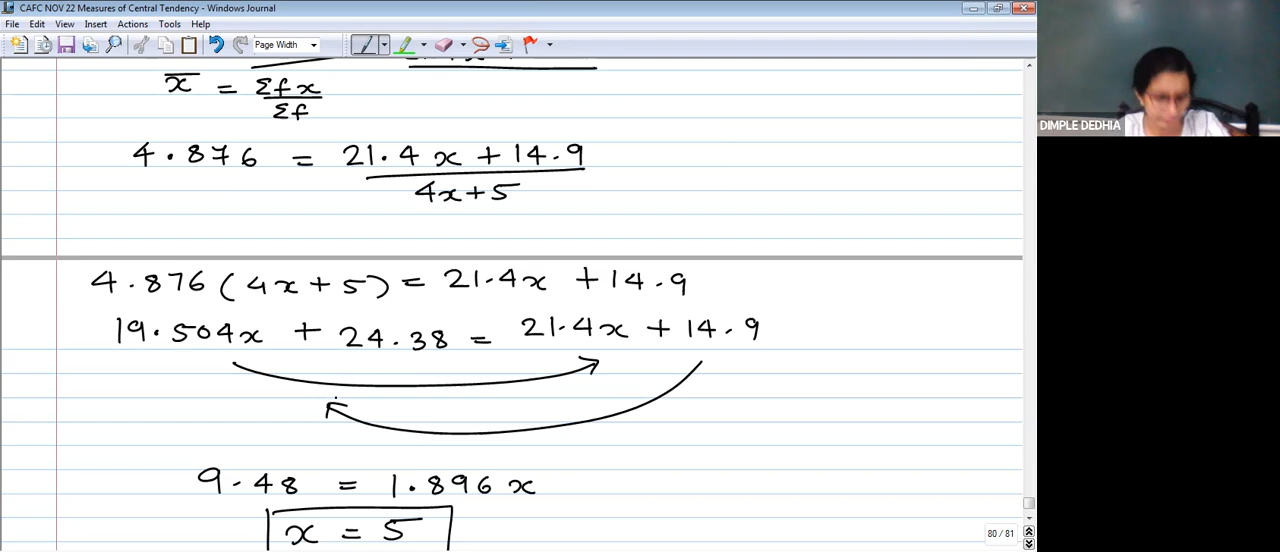 CAFC NOV 22 Measures of Central Tendency - Windows Journal
File Edit View Insert Actions Tools Help
Page Width
x̅ = Σfx / Σf
4.876 = 21.4x + 14.9 / 4x + 5
4.876 (4x + 5) = 21.4x + 14.9
19.504x + 24.38 = 21.4x + 14.9
9.48 = 1.896x
x = 5
80 / 81
DIMPLE DEDHIA